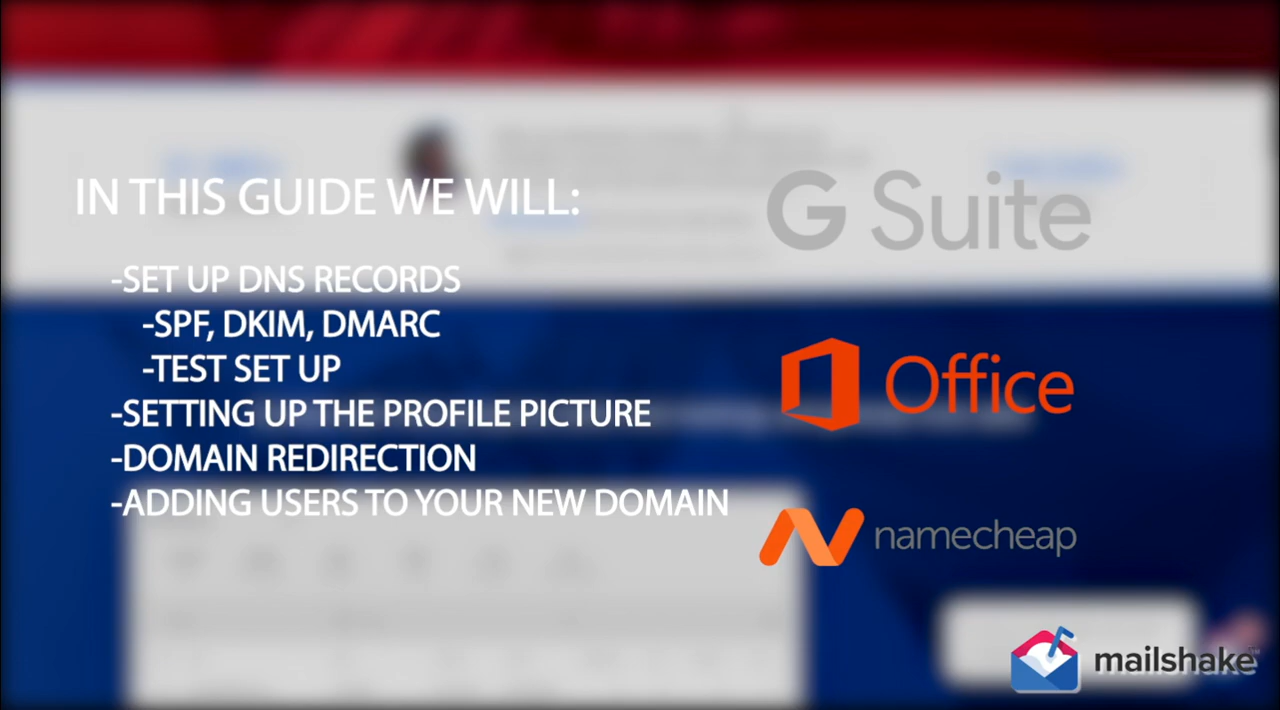 IN THIS GUIDE WE WILL:
-SET UP DNS RECORDS
-SPF, DKIM, DMARC
-TEST SET UP
-SETTING UP THE PROFILE PICTURE
-DOMAIN REDIRECTION
-ADDING USERS TO YOUR NEW DOMAIN
G Suite
Office
namecheap
mailshake